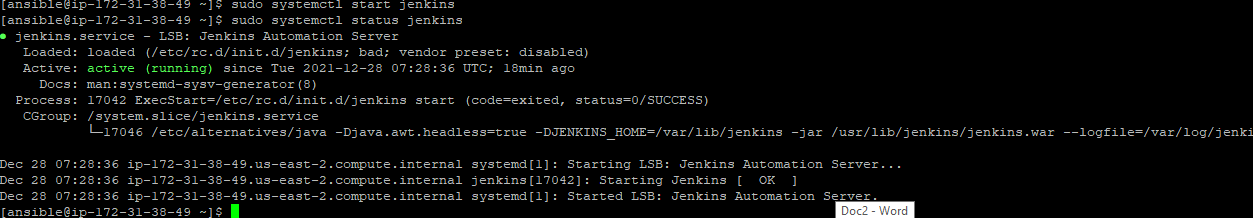 [ansible@ip-172-31-38-49 ~]$ sudo systemctl start jenkins
[ansible@ip-172-31-38-49 ~]$ sudo systemctl status jenkins
● jenkins.service - LSB: Jenkins Automation Server
Loaded: loaded (/etc/rc.d/init.d/jenkins; bad; vendor preset: disabled)
Active: active (running) since Tue 2021-12-28 07:28:36 UTC; 18min ago
Docs: man:systemd-sysv-generator(8)
Process: 17042 ExecStart=/etc/rc.d/init.d/jenkins start (code=exited, status=0/SUCCESS)
CGroup: /system.slice/jenkins.service
└─17046 /etc/alternatives/java -Djava.awt.headless=true -DJENKINS_HOME=/var/lib/jenkins -jar /usr/lib/jenkins/jenkins.war --logfile=/var/log/jenki
Dec 28 07:28:36 ip-172-31-38-49.us-east-2.compute.internal systemd[1]: Starting LSB: Jenkins Automation Server...
Dec 28 07:28:36 ip-172-31-38-49.us-east-2.compute.internal jenkins[17042]: Starting Jenkins [  OK  ]
Dec 28 07:28:36 ip-172-31-38-49.us-east-2.compute.internal systemd[1]: Started LSB: Jenkins Automation Server.
[ansible@ip-172-31-38-49 ~]$
Doc2 - Word